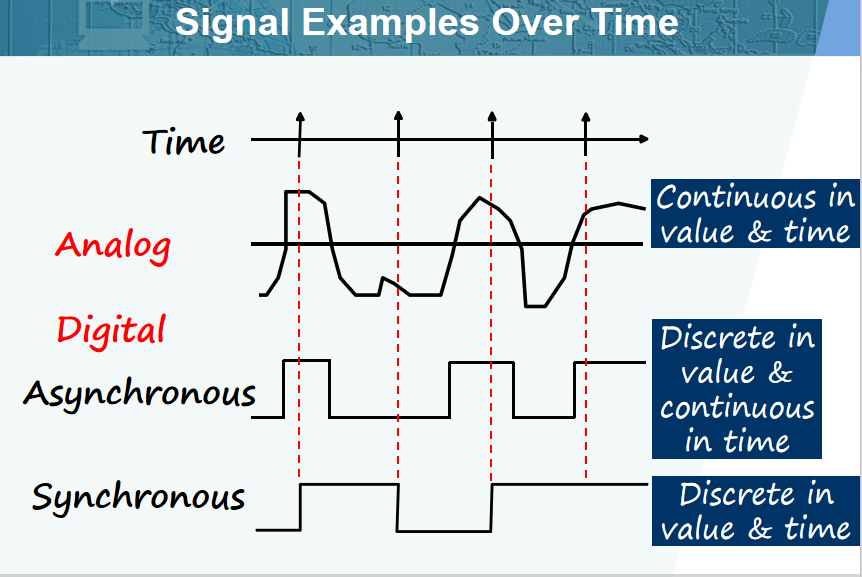 Signal Examples Over Time
Time
Continuous in
value & time
Analog
Digital
Discrete in
value &
continuous
in time
Asynchronous
Synchronous
Discrete in
value & time